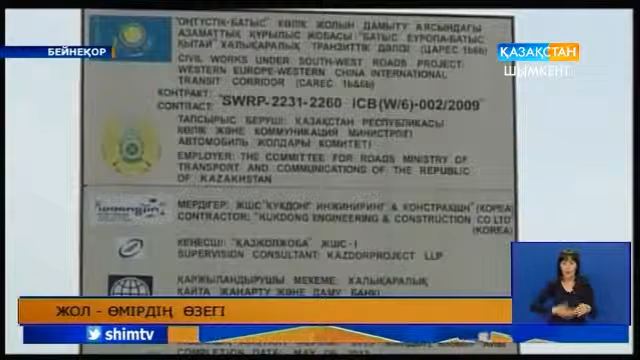 БЕЙНЕҚОР
ҚАЗАҚСТАН
ШЫМКЕНТ
"ОҢТҮСТІК-БАТЫС" КӨЛІК ЖОЛЫН ДАМЫТУ АЯСЫНДАҒЫ
АЗАМАТТЫҚ ҚҰРЫЛЫС ЖОБАСЫ: "БАТЫС ЕУРОПА-БАТЫС
ҚЫТАЙ" ХАЛЫҚАРАЛЫҚ ТРАНЗИТТІК ДӘЛІЗІ (ЦАРЕС 1b6b)
CIVIL WORKS UNDER SOUTH-WEST ROADS PROJECT:
WESTERN EUROPE-WESTERN CHINA INTERNATIONAL
TRANSIT CORRIDOR (CAREC 1b&6b)
КОНТРАКТ:
CONTRACT: "SWRP-2231-2260 ICB(W/6)-002/2009"
ТАПСЫРЫС БЕРУШІ: ҚАЗАҚСТАН РЕСПУБЛИКАСЫ
КӨЛІК ЖӘНЕ КОММУНИКАЦИЯ МИНИСТРЛІГІ
АВТОМОБИЛЬ ЖОЛДАРЫ КОМИТЕТІ
EMPLOYER: THE COMMITTEE FOR ROADS MINISTRY OF
TRANSPORT AND COMMUNICATIONS OF THE REPUBLIC
OF KAZAKHSTAN
МЕРДІГЕР: ЖШС "КУКДОНГ ИНЖИНИРИНГ & КОНСТРАКШН" (КОРЕА)
CONTRACTOR: "KUKDONG ENGINEERING & CONSTRUCTION CO LTD"
(KOREA)
КЕҢЕСШІ: "ҚАЗЖОЛЖОБА" ЖШС-І
SUPERVISION CONSULTANT: KAZDORPROJECT LLP
ҚАРЖЫЛАНДЫРУШЫ МЕКЕМЕ: ХАЛЫҚАРАЛЫҚ
ҚАЙТА ЖАҢАРТУ ЖӘНЕ ДАМУ БАНКІ
ЖОЛ - ӨМІРДІҢ ӨЗЕГІ
shimtv
COMPLETION DATE: